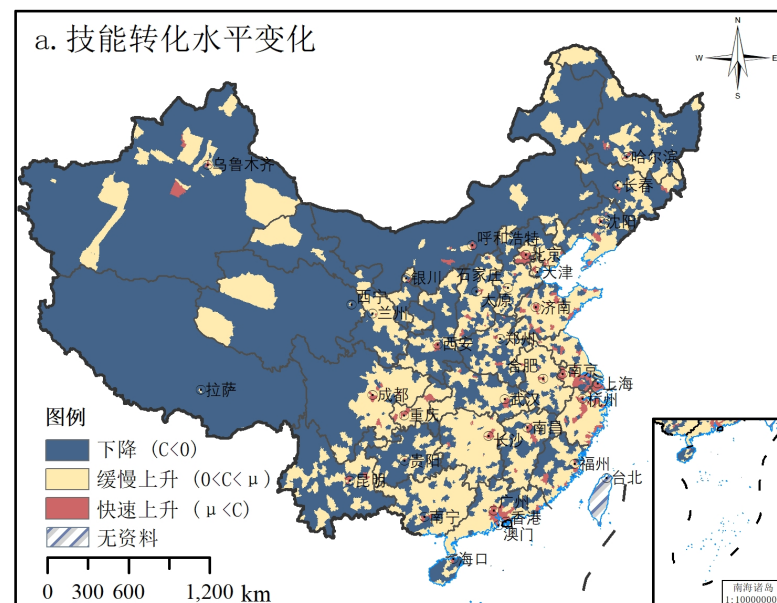 a. 技能转化水平变化
N
W
E
S
乌鲁木齐
哈尔滨
长春
沈阳
呼和浩特
北京
天津
石家庄
银川
太原
西宁
济南
兰州
郑州
西安
合肥
南京
上海
拉萨
成都
武汉
杭州
重庆
南昌
长沙
贵阳
福州
昆明
台北
广州
南宁
香港
澳门
海口
图例
下降 (C<0)
缓慢上升 (0<C<μ)
快速上升 (μ<C)
无资料
0 300 600 1,200 km
南海诸岛
1:10000000